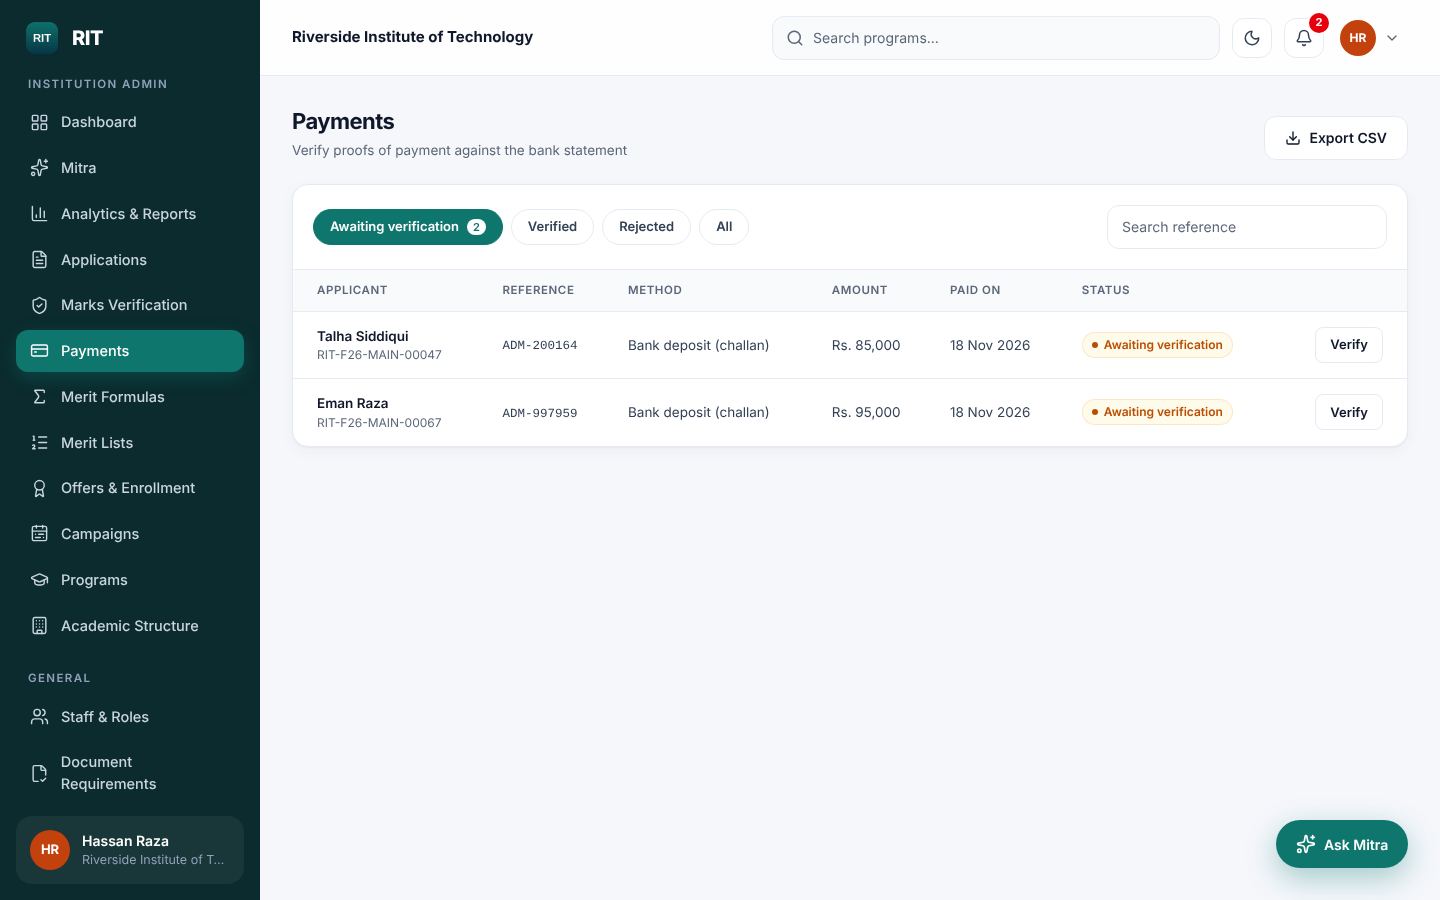 RIT
RIT
INSTITUTION ADMIN
Dashboard
Mitra
Analytics & Reports
Applications
Marks Verification
Payments
Merit Formulas
Merit Lists
Offers & Enrollment
Campaigns
Programs
Academic Structure
GENERAL
Staff & Roles
Document
Requirements
HR
Hassan Raza
Riverside Institute of T...
Riverside Institute of Technology
Search programs...
2
HR
Payments
Verify proofs of payment against the bank statement
Export CSV
Awaiting verification 2
Verified
Rejected
All
Search reference
APPLICANT REFERENCE METHOD AMOUNT PAID ON STATUS
Talha Siddiqui
RIT-F26-MAIN-00047
ADM-200164
Bank deposit (challan)
Rs. 85,000
18 Nov 2026
Awaiting verification
Verify
Eman Raza
RIT-F26-MAIN-00067
ADM-997959
Bank deposit (challan)
Rs. 95,000
18 Nov 2026
Awaiting verification
Verify
Ask Mitra